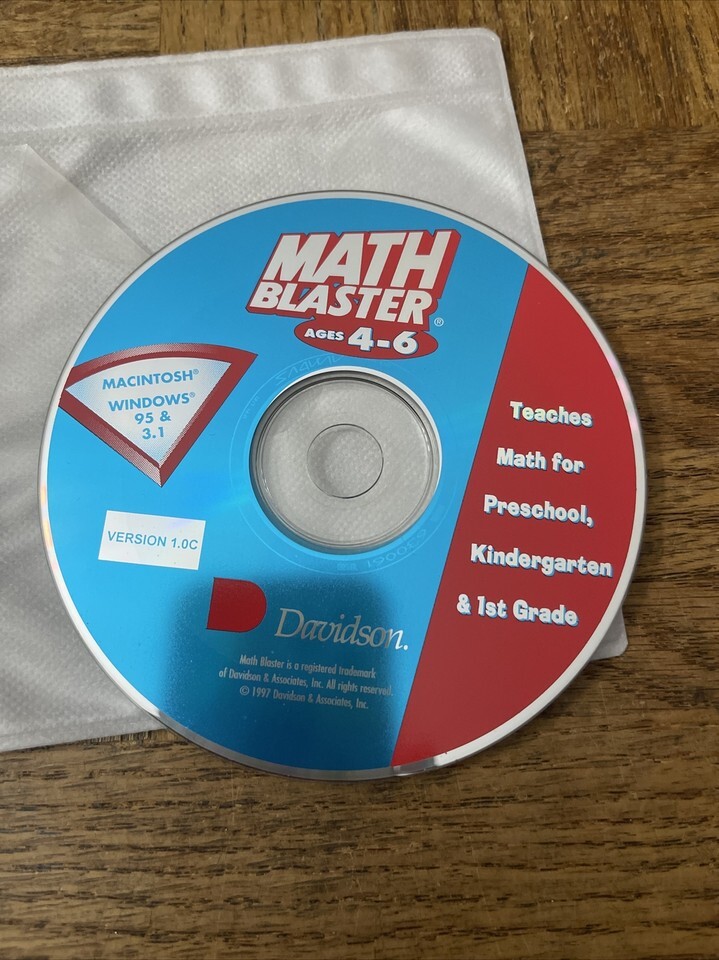 MATH
BLASTER®
AGES 4-6
MACINTOSH®
WINDOWS®
95 &
3.1
Teaches
Math for
Preschool,
Kindergarten
& 1st Grade
VERSION 1.0C
Davidson.
Math Blaster is a registered trademark
of Davidson & Associates, Inc. All rights reserved.
© 1997 Davidson & Associates, Inc.